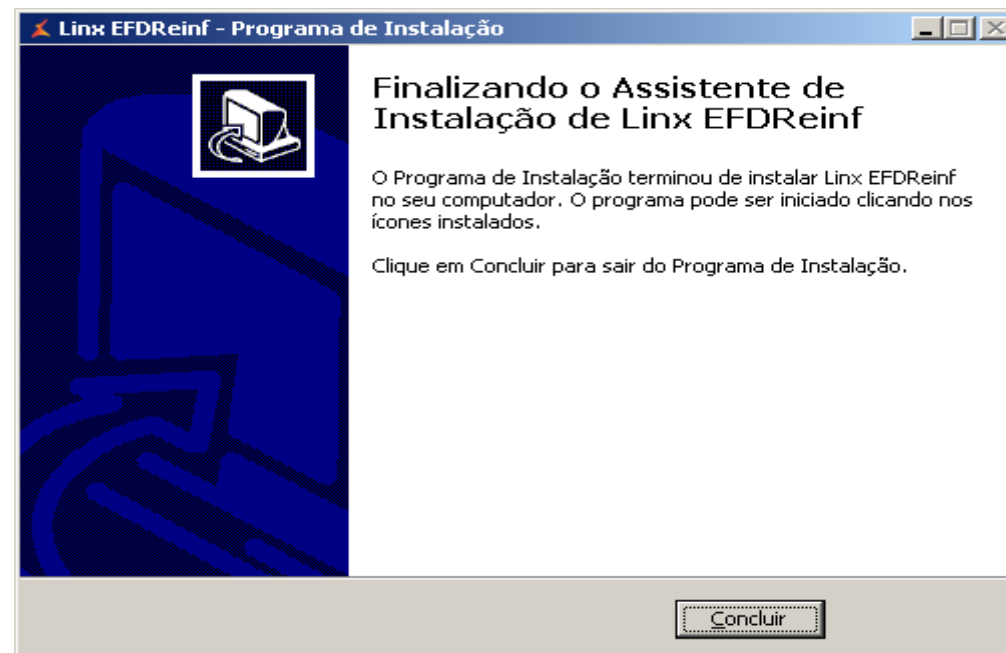 Linx EFDReinf - Programa de Instalação
Finalizando o Assistente de
Instalação de Linx EFDReinf
O Programa de Instalação terminou de instalar Linx EFDReinf
no seu computador. O programa pode ser iniciado clicando nos
ícones instalados.
Clique em Concluir para sair do Programa de Instalação.
Concluir